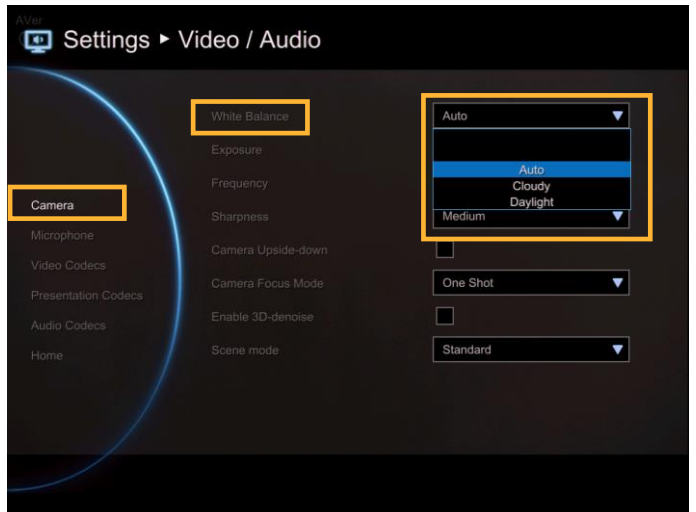 AVer
Settings ▸ Video / Audio
White Balance
Auto
Exposure
Auto
Frequency
Cloudy
Daylight
Camera
Sharpness
Medium
Microphone
Camera Upside-down
Video Codecs
Camera Focus Mode
One Shot
Presentation Codecs
Enable 3D-denoise
Audio Codecs
Scene mode
Standard
Home